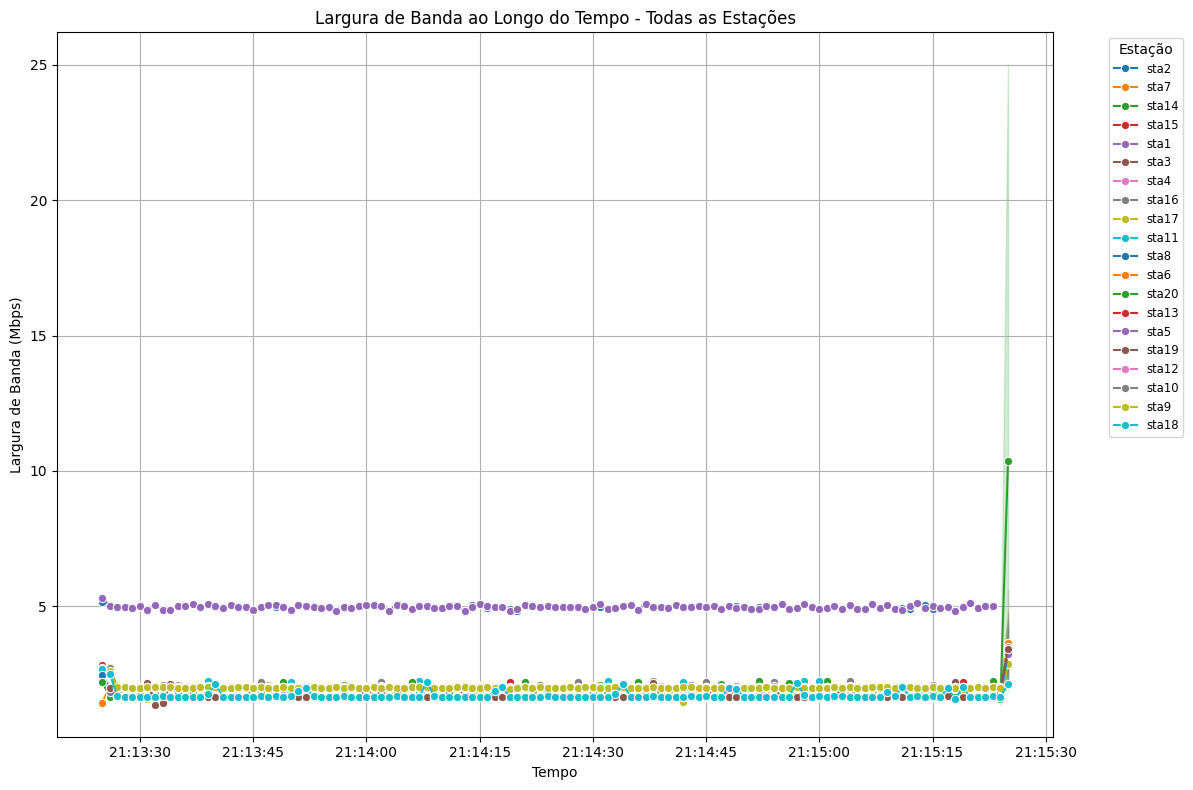 Largura de Banda ao Longo do Tempo - Todas as Estações
Largura de Banda (Mbps)
25
20
15
10
5
21:13:30
21:13:45
21:14:00
21:14:15
21:14:30
21:14:45
21:15:00
21:15:15
21:15:30
Tempo
Estação
sta2
sta7
sta14
sta15
sta1
sta3
sta4
sta16
sta17
sta11
sta8
sta6
sta20
sta13
sta5
sta19
sta12
sta10
sta9
sta18